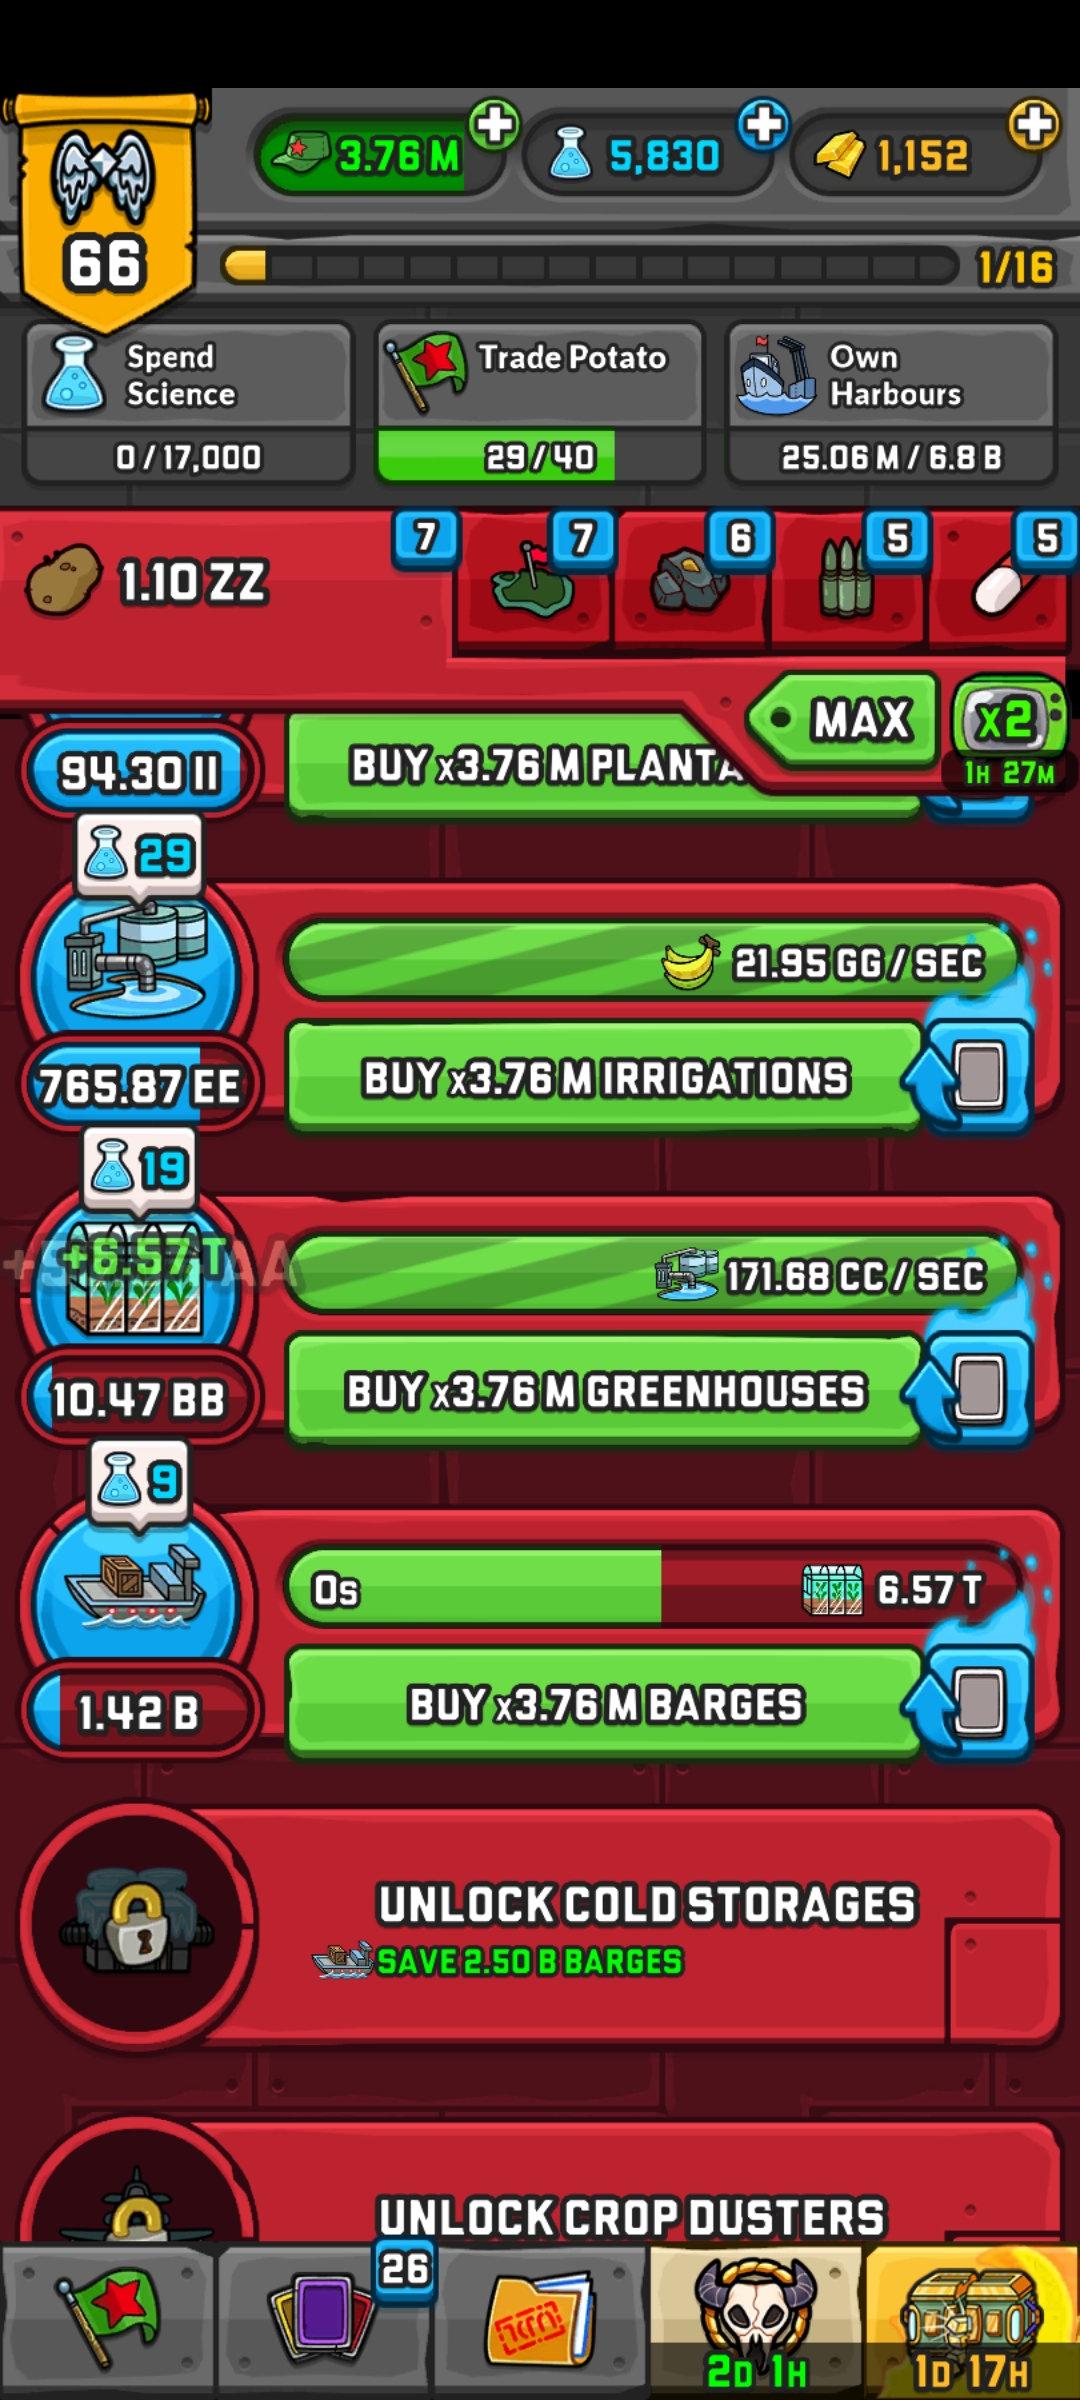 3.76 M
5,830
1,152
66
1/16
Spend
Science
0/17,000
Trade Potato
29/40
Own
Harbours
25.06 M / 6.8 B
1.10 ZZ
7
7
6
5
5
MAX
x2
1H 27M
94.30 II
BUY x3.76 M PLANTA
29
21.95 GG / SEC
765.87 EE
BUY x3.76 M IRRIGATIONS
19
+6.57 T
AA
171.68 CC / SEC
10.47 BB
BUY x3.76 M GREENHOUSES
9
0s
6.57 T
1.42 B
BUY x3.76 M BARGES
UNLOCK COLD STORAGES
SAVE 2.50 B BARGES
UNLOCK CROP DUSTERS
26
2D 1H
1D 17H